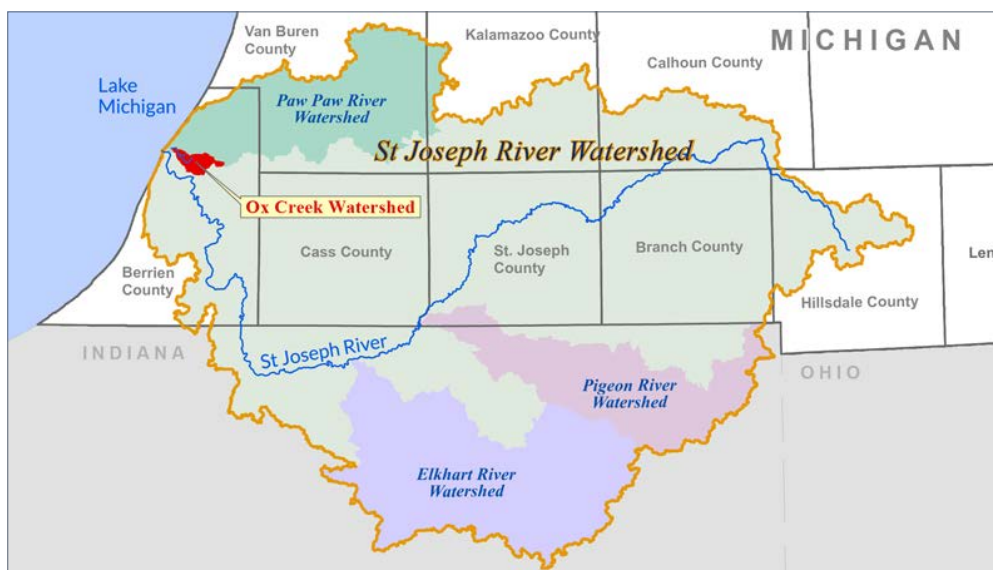 Van Buren
County
Kalamazoo County
MICHIGAN
Calhoun County
Lake
Michigan
Paw Paw River
Watershed
St Joseph River Watershed
Ox Creek Watershed
Cass County
St. Joseph
County
Branch County
Berrien
County
Hillsdale County
Len
INDIANA
St Joseph River
OHIO
Pigeon River
Watershed
Elkhart River
Watershed